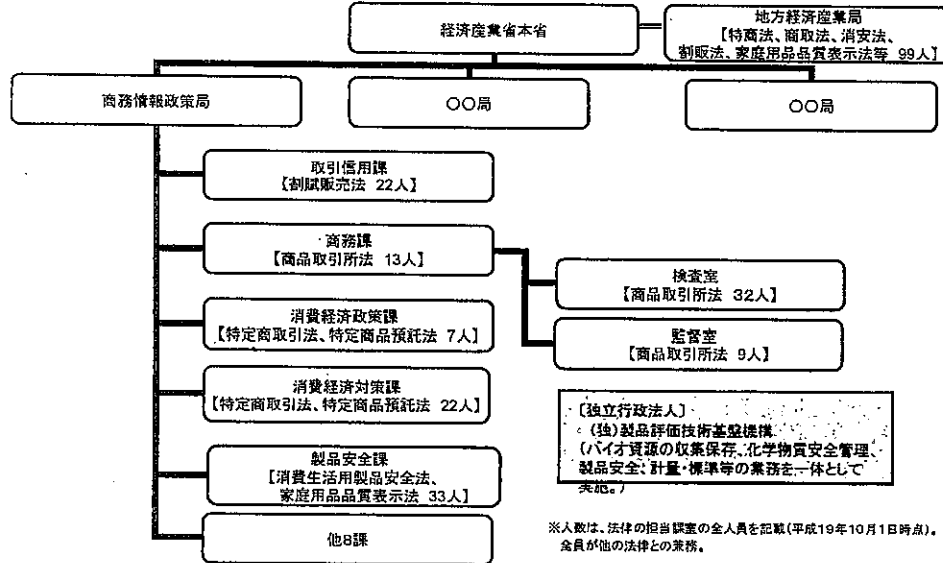 経済産業省本省
地方経済産業局
【特商法、商取法、消安法、
割販法、家庭用品品質表示法等 99人】
商務情報政策局
〇〇局
〇〇局
取引信用課
【割賦販売法 22人】
商務課
【商品取引所法 13人】
検査室
【商品取引所法 32人】
監督室
【商品取引所法 9人】
消費経済政策課
【特定商取引法、特定商品預託法 7人】
消費経済対策課
【特定商取引法、特定商品預託法 22人】
製品安全課
【消費生活用製品安全法、
家庭用品品質表示法 33人】
他8課
〔独立行政法人〕
(独)製品評価技術基盤機構
(バイオ資源の収集保存、化学物質安全管理、
製品安全、計量・標準等の業務を一体として
実施。)
※人数は、法律の担当課室の全人員を記載(平成19年10月1日時点)。
全員が他の法律との兼務。